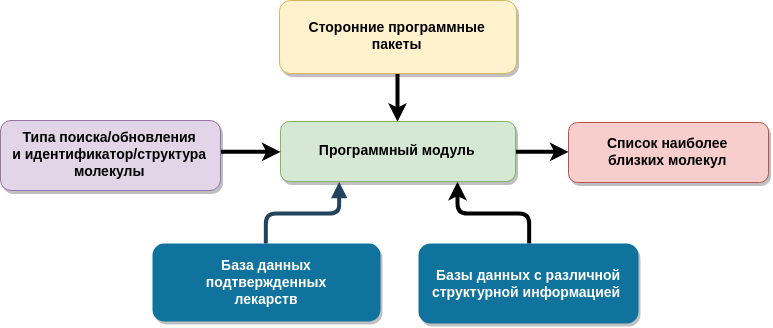 Сторонние программные
пакеты
Типа поиска/обновления
и идентификатор/структура
молекулы
Программный модуль
Список наиболее
близких молекул
База данных
подтвержденных
лекарств
Базы данных с различной
структурной информацией